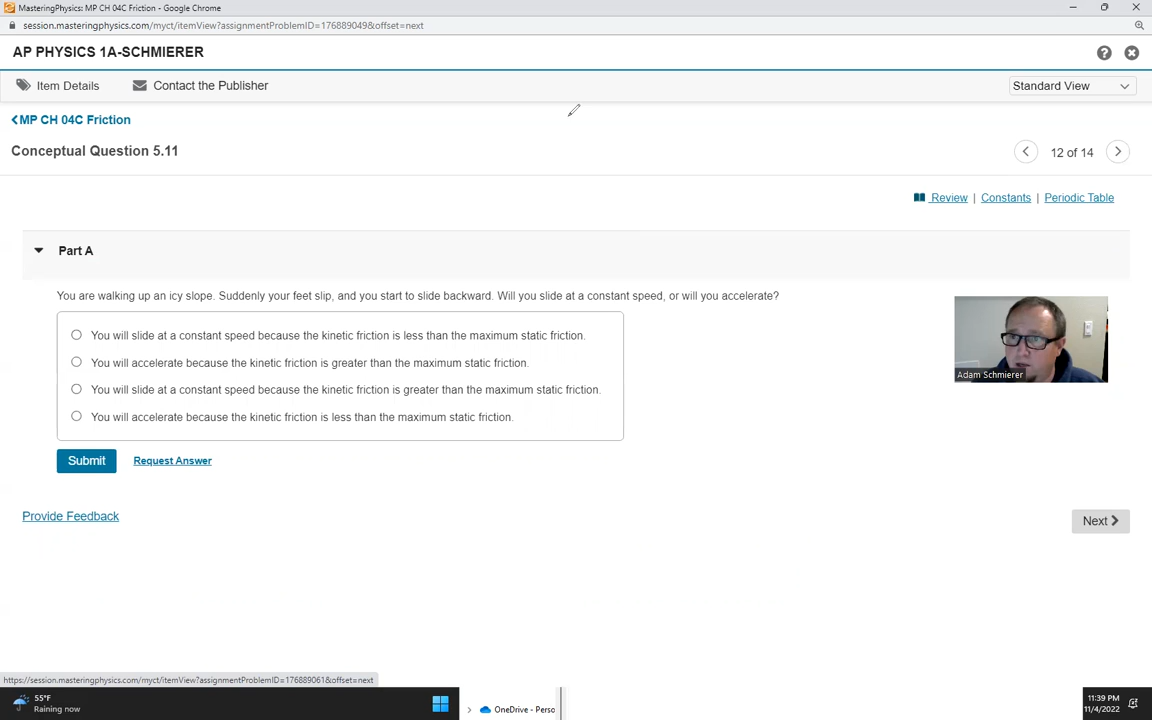 MasteringPhysics: MP CH 04C Friction - Google Chrome
session.masteringphysics.com/myct/itemView?assignmentProblemID=176889049&offset=next
AP PHYSICS 1A-SCHMIERER
Item Details Contact the Publisher Standard View
MP CH 04C Friction
Conceptual Question 5.11
12 of 14
Review | Constants | Periodic Table
Part A
You are walking up an icy slope. Suddenly your feet slip, and you start to slide backward. Will you slide at a constant speed, or will you accelerate?
You will slide at a constant speed because the kinetic friction is less than the maximum static friction.
You will accelerate because the kinetic friction is greater than the maximum static friction.
You will slide at a constant speed because the kinetic friction is greater than the maximum static friction.
You will accelerate because the kinetic friction is less than the maximum static friction.
Adam Schmierer
Submit Request Answer
Provide Feedback
Next
https://session.masteringphysics.com/myct/itemView?assignmentProblemID=176889061&offset=next
55°F
Raining now
OneDrive - Perso
11:39 PM
11/4/2022